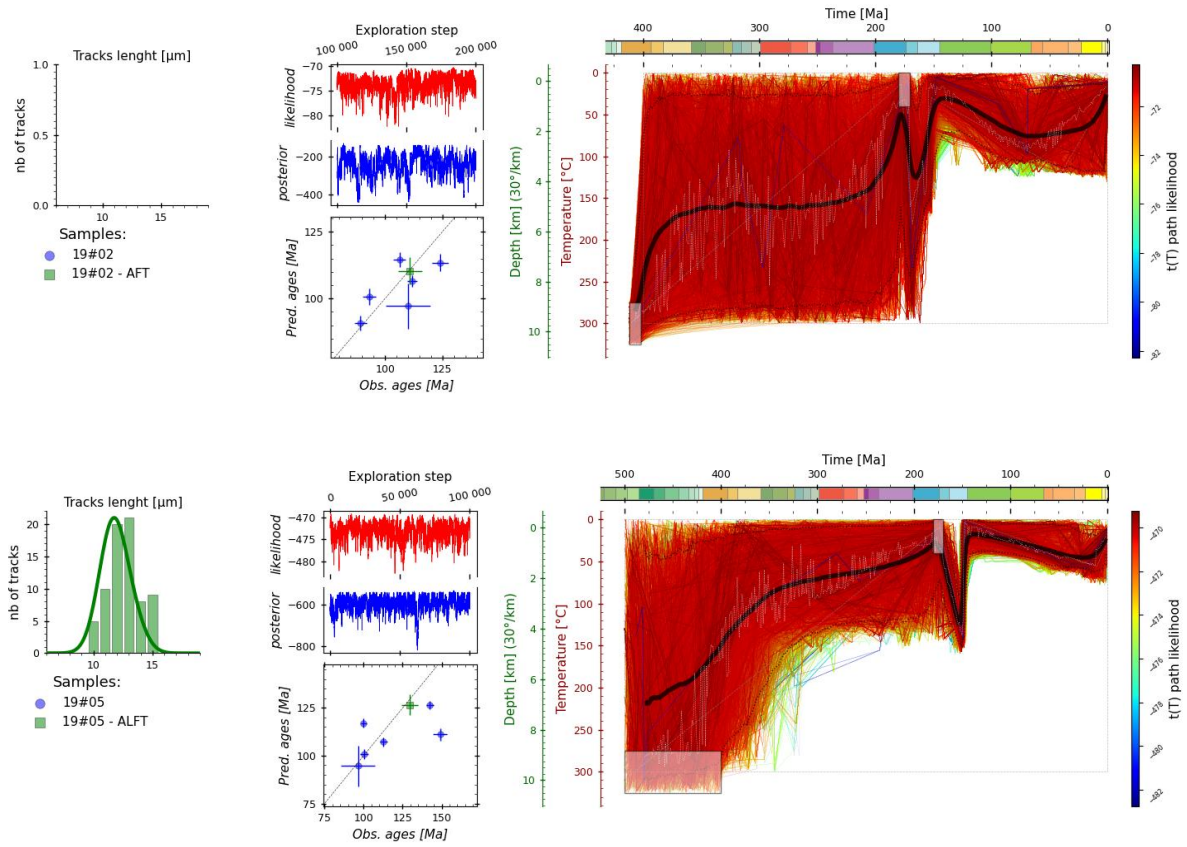 Tracks lenght [µm]
nb of tracks
1.0
0.5
0.0
10 15
Samples:
19#02
19#02 - AFT
Exploration step
100 000 150 000 200 000
likelihood
−70
−75
−80
posterior
−200
−400
Pred. ages [Ma]
125
100
100 125
Obs. ages [Ma]
Time [Ma]
400 300 200 100 0
Depth [km] (30°/km)
0
2
4
6
8
10
Temperature [°C]
0
50
100
150
200
250
300
t(T) path likelihood
−72
−74
−76
−78
−80
−82
Tracks lenght [µm]
nb of tracks
20
15
10
5
0
10 15
Samples:
19#05
19#05 - ALFT
Exploration step
0 50 000 100 000
likelihood
−470
−475
−480
posterior
−600
−800
Pred. ages [Ma]
125
100
75
75 100 125 150
Obs. ages [Ma]
Time [Ma]
500 400 300 200 100 0
Depth [km] (30°/km)
0
2
4
6
8
10
Temperature [°C]
0
50
100
150
200
250
300
t(T) path likelihood
−470
−472
−474
−476
−478
−480
−482